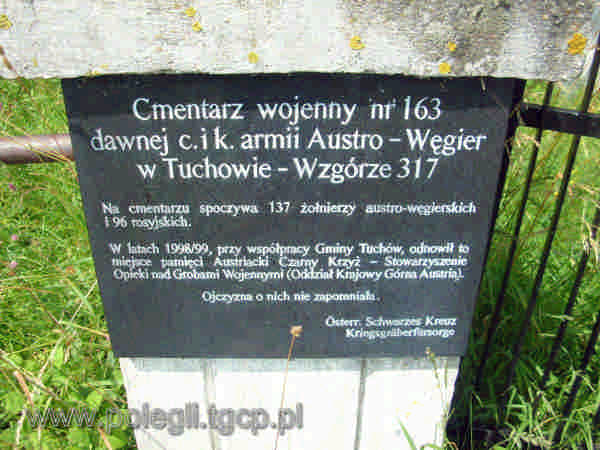 Cmentarz wojenny nr 163
dawnej c. i k. armii Austro – Węgier
w Tuchowie – Wzgórze 317
Na cmentarzu spoczywa 137 żołnierzy austro-węgierskich
i 96 rosyjskich.
W latach 1998/99, przy współpracy Gminy Tuchów, odnowił to
miejsce pamięci Austriacki Czarny Krzyż – Stowarzyszenie
Opieki nad Grobami Wojennymi (Oddział Krajowy Górna Austria).
Ojczyzna o nich nie zapomniała.
Österr. Schwarzes Kreuz
Kriegsgräberfürsorge
www.polegli.tgcp.pl